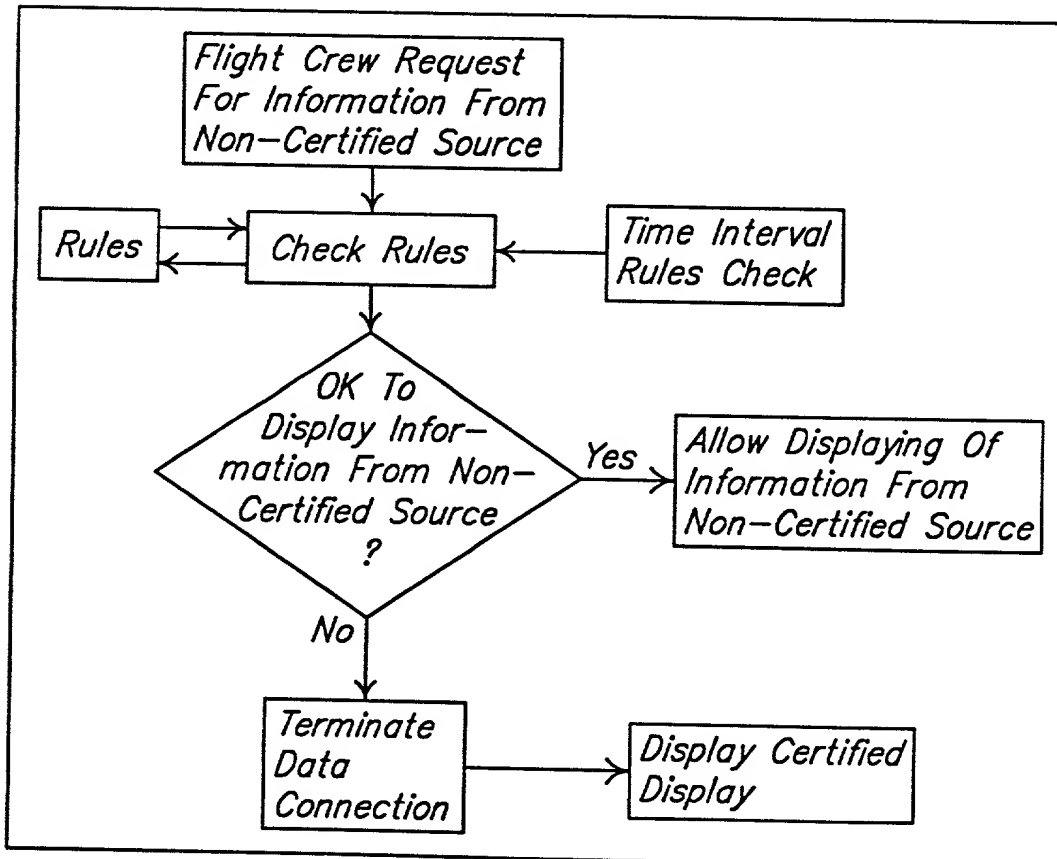 Flight Crew Request
For Information From
Non-Certified Source
Rules
Check Rules
Time Interval
Rules Check
OK To
Display Infor-
mation From Non-
Certified Source
?
Yes
Allow Displaying Of
Information From
Non-Certified Source
No
Terminate
Data
Connection
Display Certified
Display